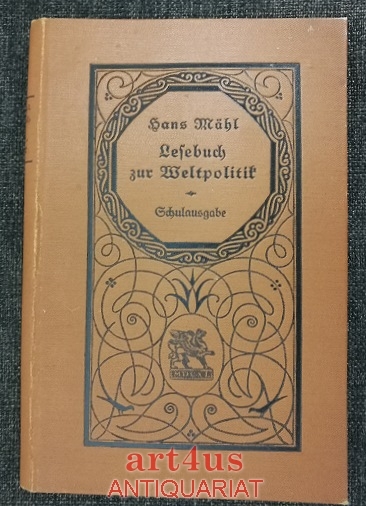 Hans Mähl
Lesebuch
zur Weltpolitik
Schulausgabe
art4us
ANTIQUARIAT